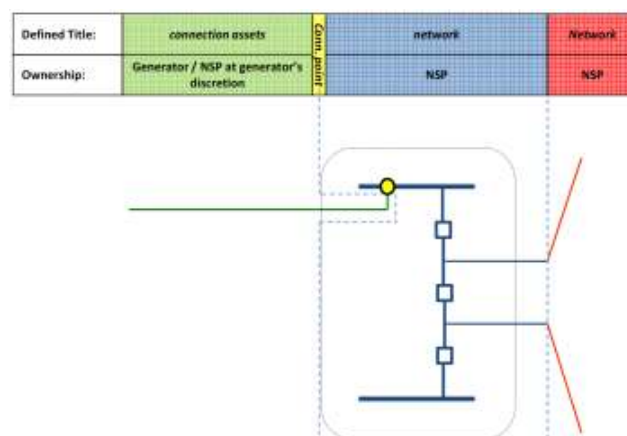 Defined Title:
connection assets
Conn. point
network
Network
Ownership:
Generator / NSP at generator's
discretion
NSP
NSP